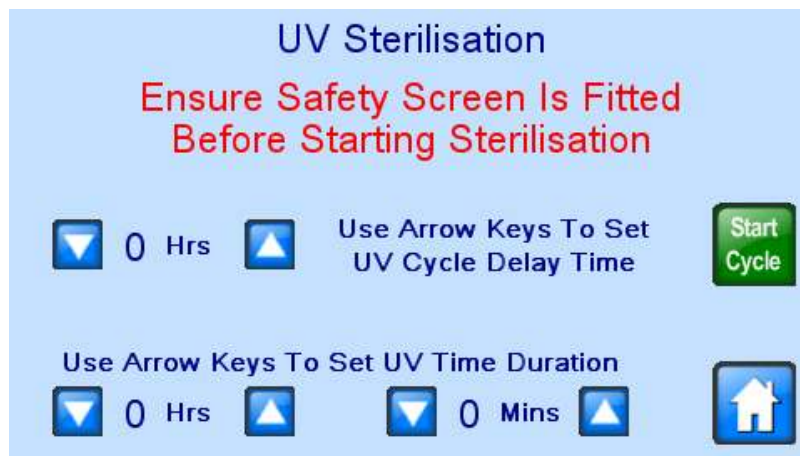 UV Sterilisation
Ensure Safety Screen Is Fitted
Before Starting Sterilisation
0 Hrs
Use Arrow Keys To Set
UV Cycle Delay Time
Start
Cycle
Use Arrow Keys To Set UV Time Duration
0 Hrs
0 Mins